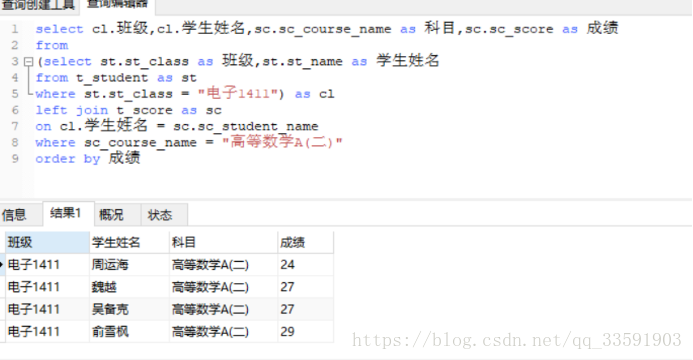 查询创建工具 查询编辑器
1 select cl.班级,cl.学生姓名,sc.sc_course_name as 科目,sc.sc_score as 成绩
2 from
3 (select st.st_class as 班级,st.st_name as 学生姓名
4 from t_student as st
5 where st.st_class = "电子1411") as cl
6 left join t_score as sc
7 on cl.学生姓名 = sc.sc_student_name
8 where sc_course_name = "高等数学A(二)"
9 order by 成绩
信息 结果1 概况 状态
班级 学生姓名 科目 成绩
电子1411 周运海 高等数学A(二) 24
电子1411 魏越 高等数学A(二) 27
电子1411 吴备亮 高等数学A(二) 27
电子1411 俞雪枫 高等数学A(二) 29
https://blog.csdn.net/qq_33591903